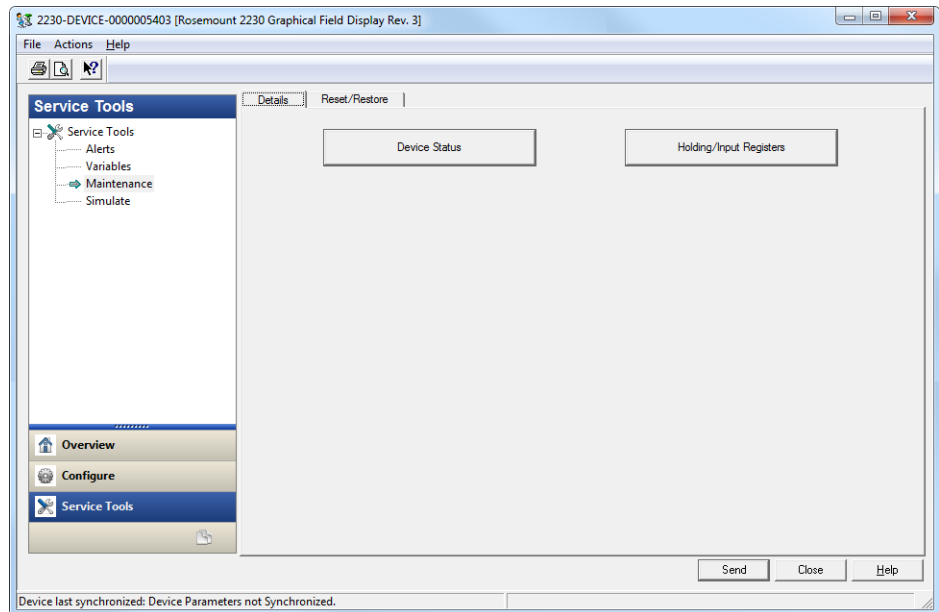 2230-DEVICE-0000005403 [Rosemount 2230 Graphical Field Display Rev. 3]
File Actions Help
Service Tools
Service Tools
Alerts
Variables
Maintenance
Simulate
Overview
Configure
Service Tools
Details Reset/Restore
Device Status Holding/Input Registers
Send Close Help
Device last synchronized: Device Parameters not Synchronized.